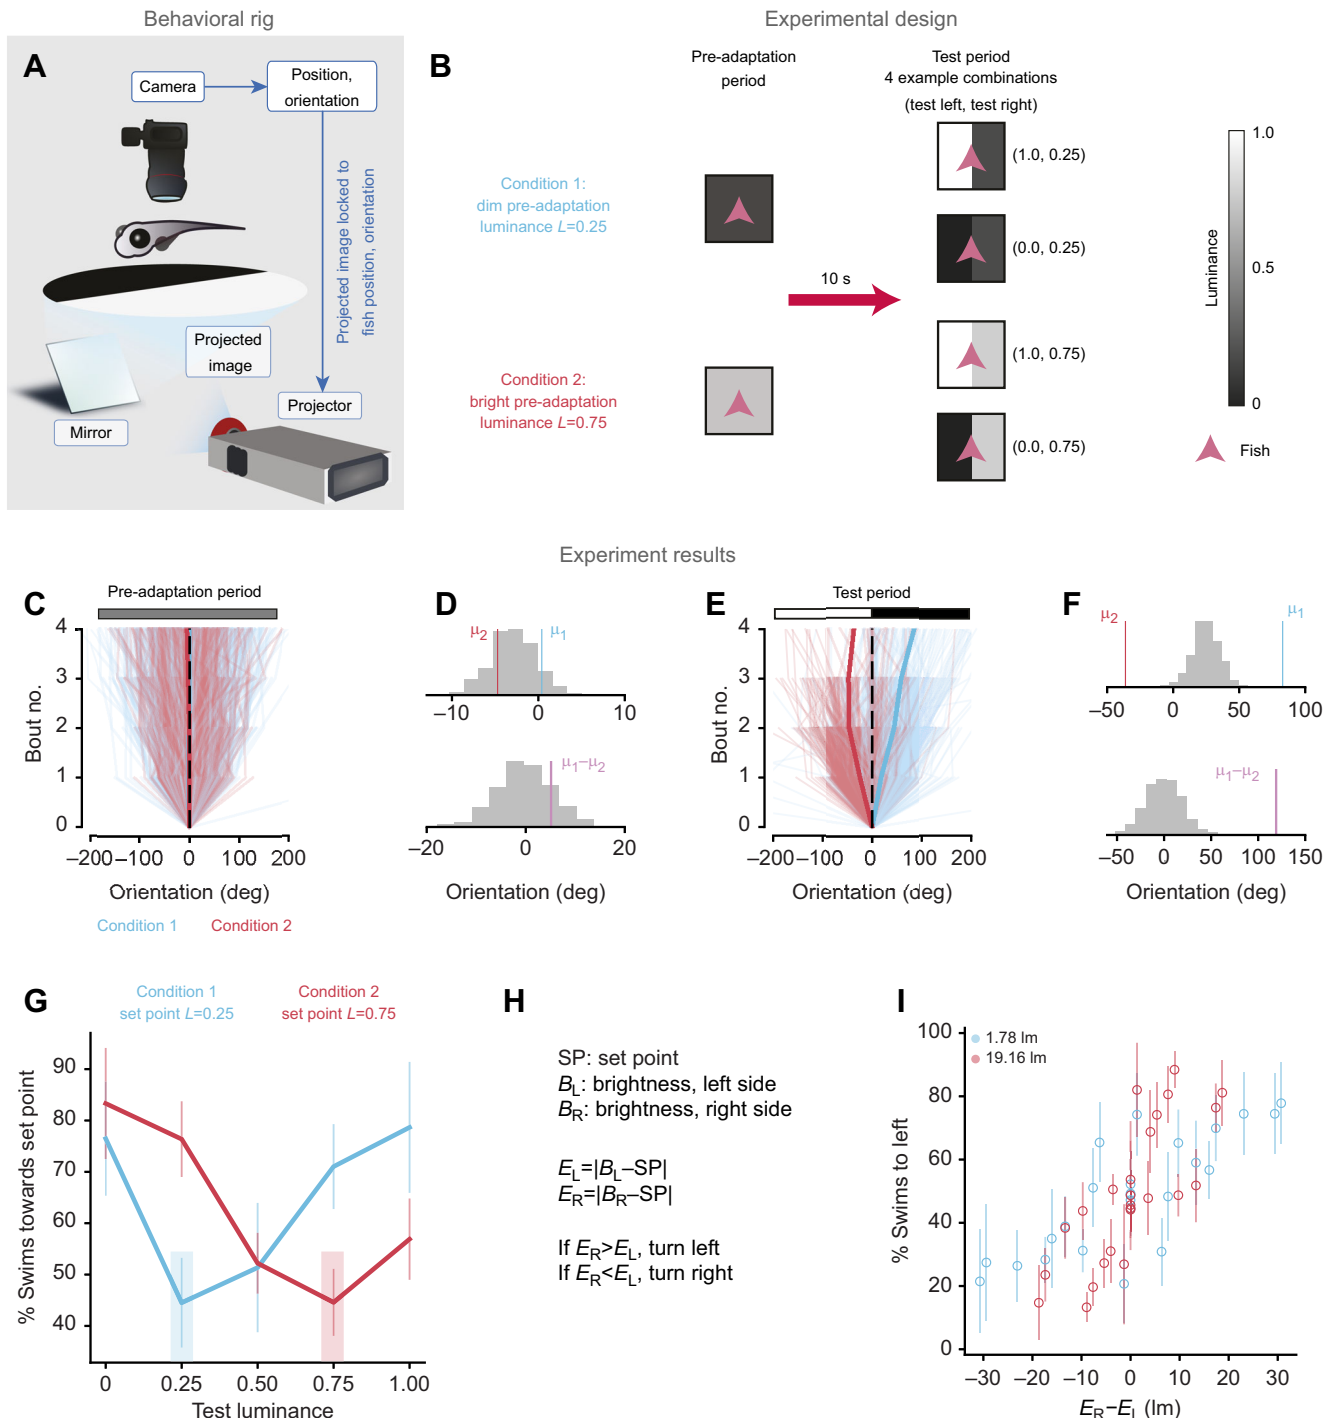 Behavioral rig
Experimental design
A
Camera
Position,
orientation
Projected image locked to
fish position, orientation
Projected
image
Mirror
Projector
B
Pre-adaptation
period
Test period
4 example combinations
(test left, test right)
Condition 1:
dim pre-adaptation
luminance L=0.25
Condition 2:
bright pre-adaptation
luminance L=0.75
10 s
(1.0, 0.25)
(0.0, 0.25)
(1.0, 0.75)
(0.0, 0.75)
Luminance
1.0
0.5
0
Fish
Experiment results
C
Pre-adaptation period
Bout no.
4
3
2
1
0
–200 –100 0 100 200
Orientation (deg)
Condition 1 Condition 2
D
μ2 μ1
–10 0 10
μ1–μ2
–20 0 20
Orientation (deg)
E
Test period
Bout no.
4
3
2
1
0
–200 –100 0 100 200
Orientation (deg)
F
μ2 μ1
–50 0 50 100
μ1–μ2
–50 0 50 100 150
Orientation (deg)
G
Condition 1
set point L=0.25
Condition 2
set point L=0.75
% Swims towards set point
90
80
70
60
50
40
0 0.25 0.50 0.75 1.00
Test luminance
H
SP: set point
BL: brightness, left side
BR: brightness, right side
EL=|BL–SP|
ER=|BR–SP|
If ER>EL, turn left
If ER<EL, turn right
I
1.78 lm
19.16 lm
% Swims to left
100
80
60
40
20
0
–30 –20 –10 0 10 20 30
ER–EL (lm)